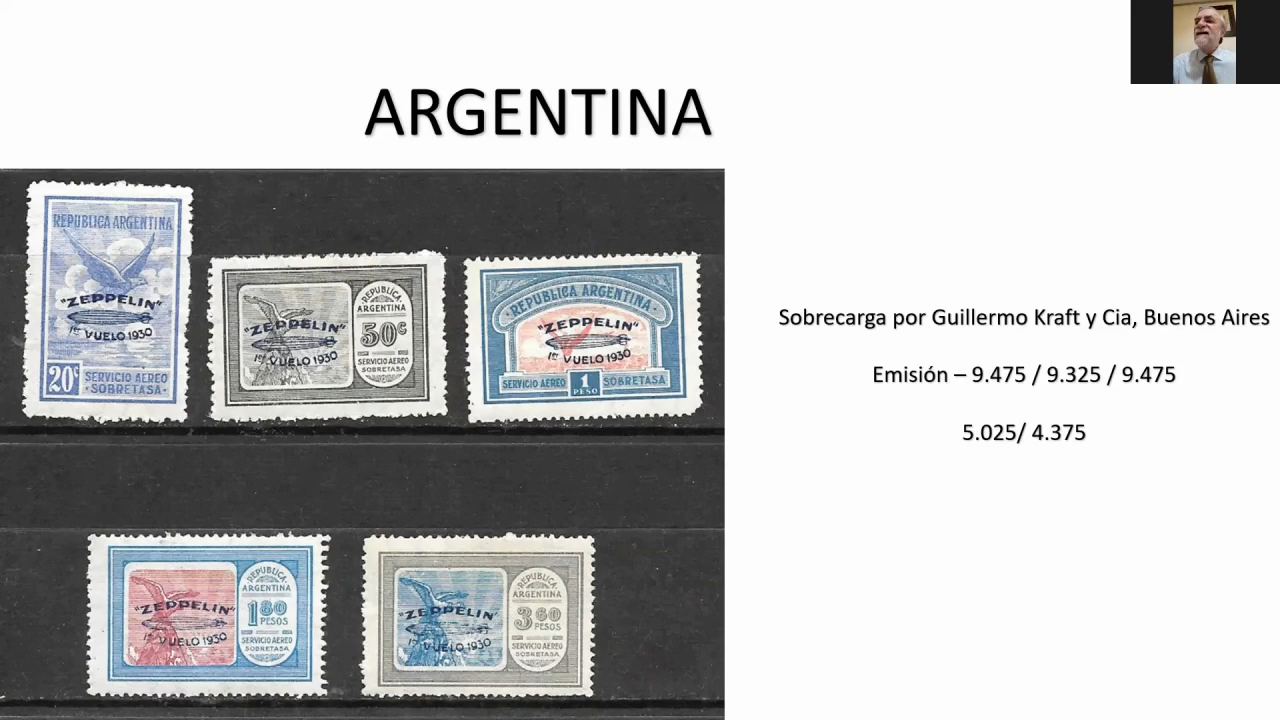 ARGENTINA
REPUBLICA ARGENTINA
"ZEPPELIN"
1er VUELO 1930
20c SERVICIO AEREO
· SOBRETASA ·
REPUBLICA
ARGENTINA
"ZEPPELIN"
50c
1er VUELO 1930
SERVICIO AEREO
SOBRETASA
· REPUBLICA ARGENTINA ·
"ZEPPELIN"
1er VUELO 1930
SERVICIO AEREO 1 PESO SOBRETASA
Sobrecarga por Guillermo Kraft y Cia, Buenos Aires
Emisión – 9.475 / 9.325 / 9.475
5.025/ 4.375
REPUBLICA
ARGENTINA
"ZEPPELIN"
1 80
PESOS
1er VUELO 1930
SERVICIO AEREO
SOBRETASA
REPUBLICA
ARGENTINA
"ZEPPELIN"
3 60
PESOS
1er VUELO 1930
SERVICIO AEREO
SOBRETASA